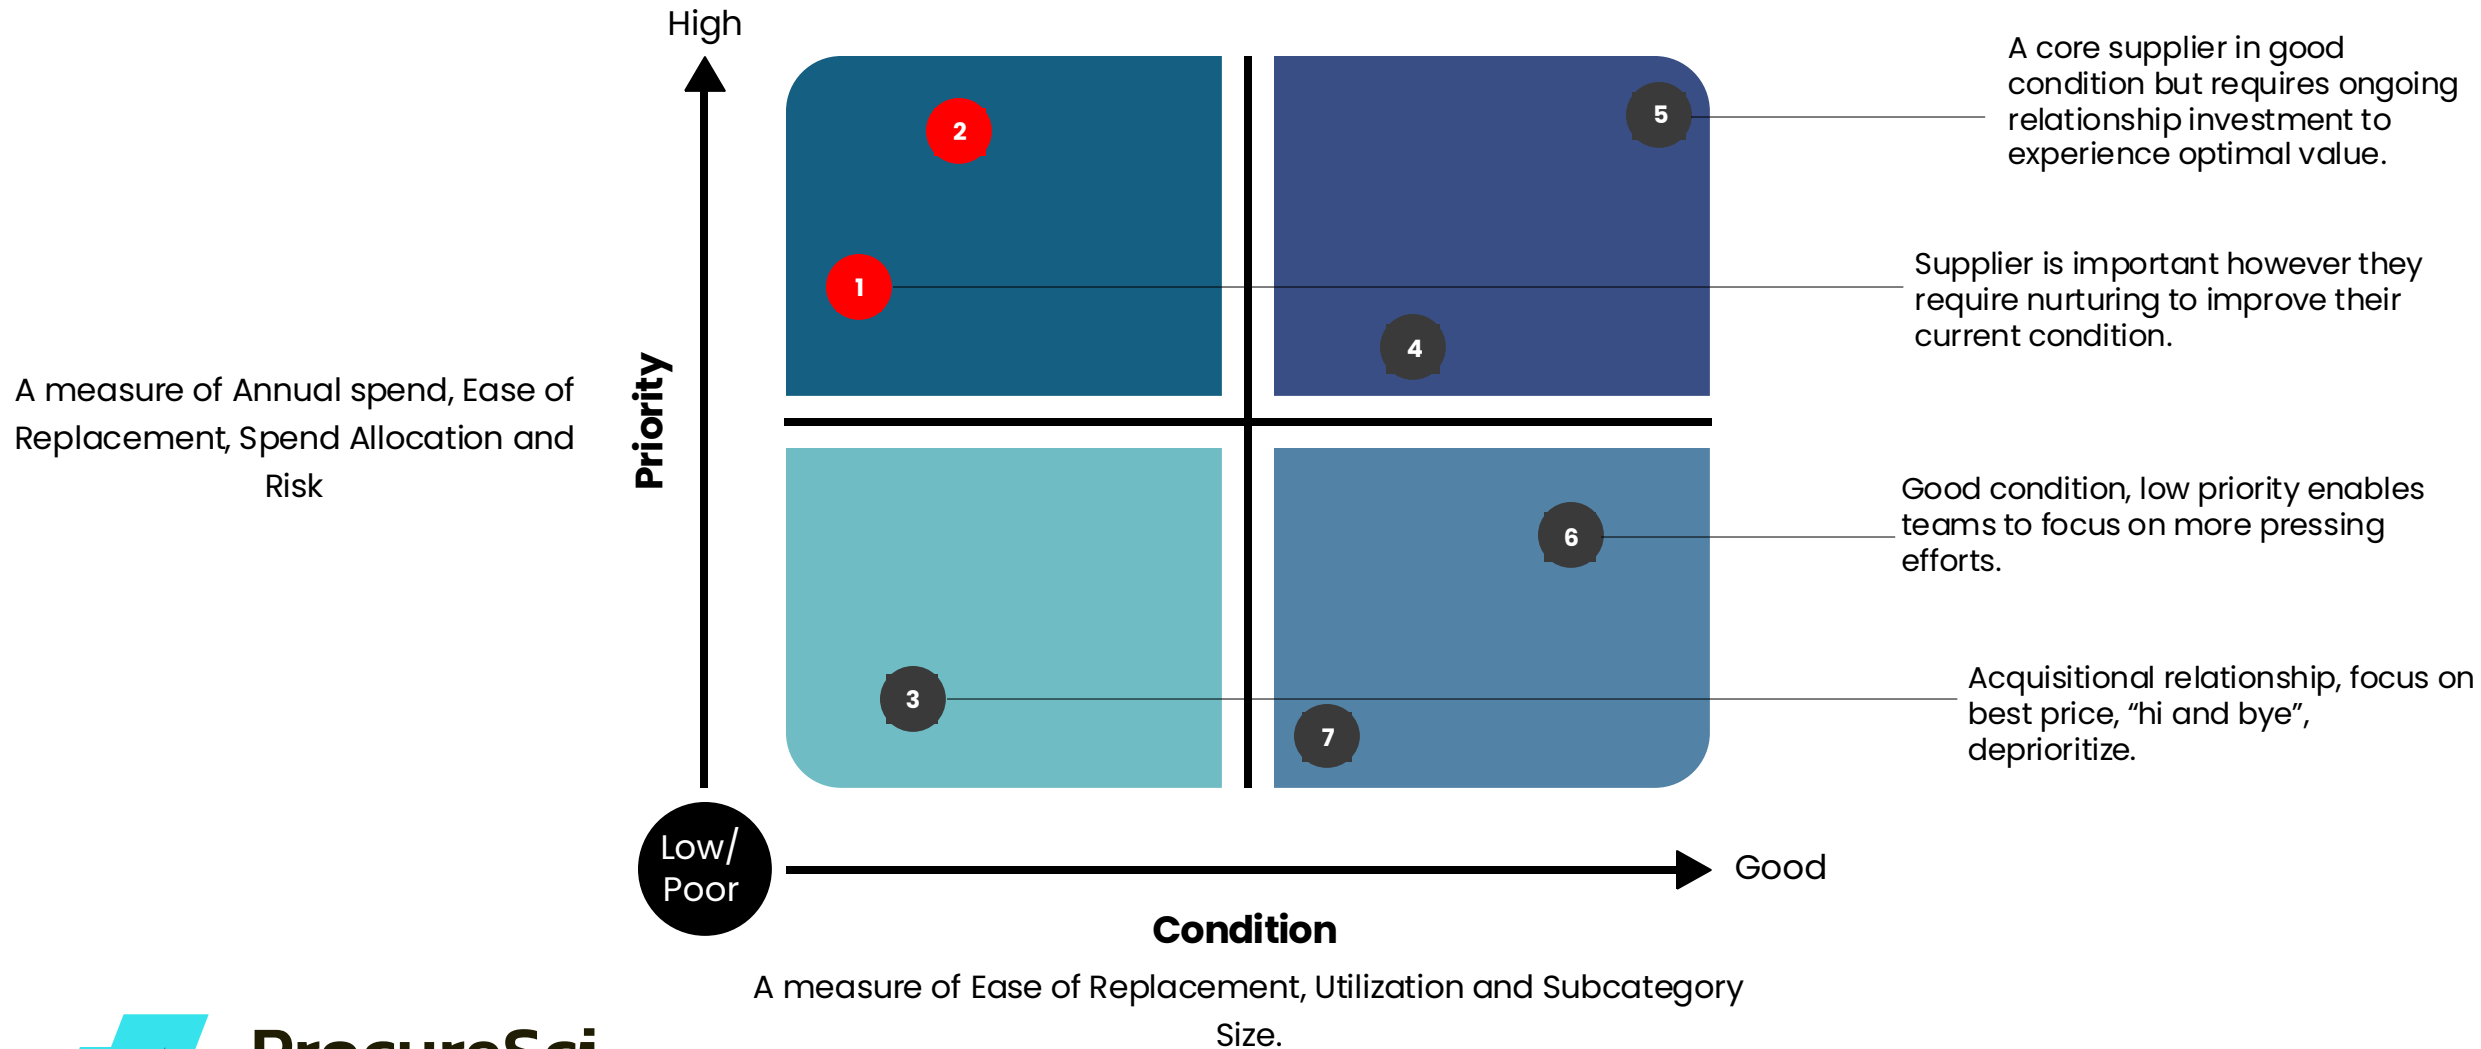 High
A core supplier in good
condition but requires ongoing
relationship investment to
experience optimal value.
5
2
Supplier is important however they
require nurturing to improve their
current condition.
1
4
A measure of Annual spend, Ease of
Replacement, Spend Allocation and
Risk
Priority
Good condition, low priority enables
teams to focus on more pressing
efforts.
6
Acquisitional relationship, focus on
best price, “hi and bye”,
deprioritize.
3
7
Low/
Poor
Good
Condition
A measure of Ease of Replacement, Utilization and Subcategory
Size.
ProcureSci